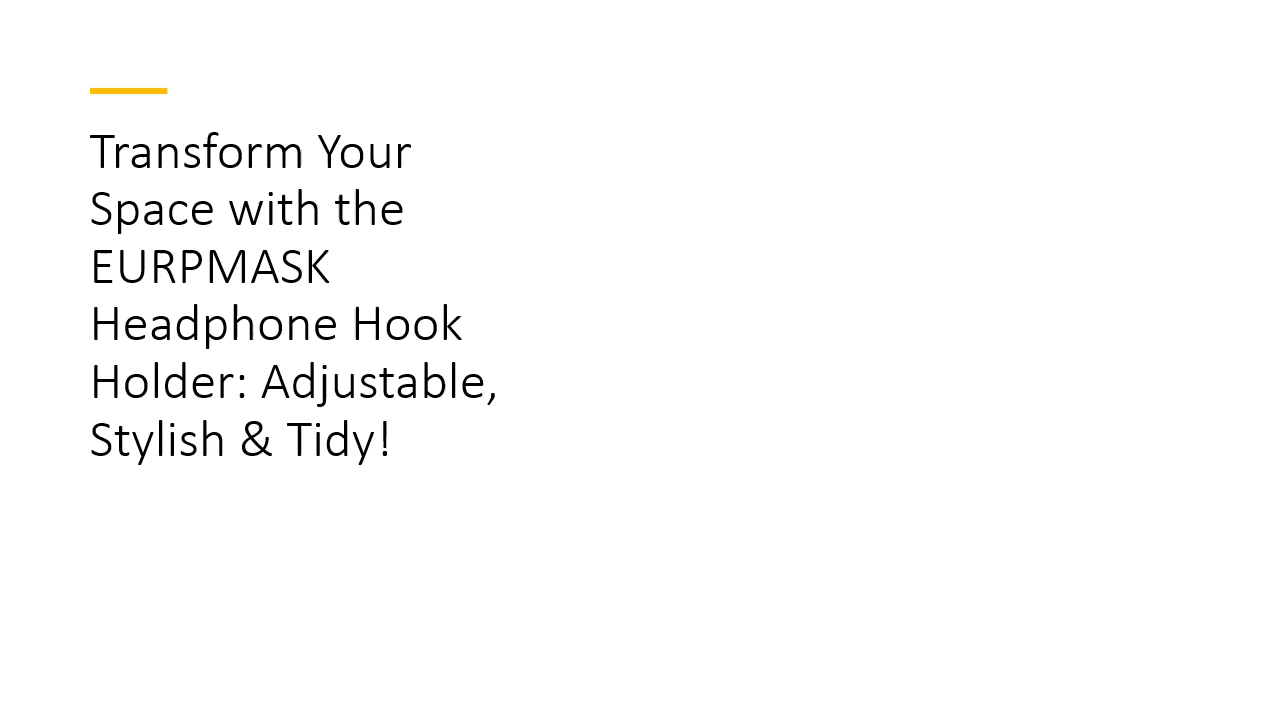 Transform Your
Space with the
EURPMASK
Headphone Hook
Holder: Adjustable,
Stylish & Tidy!